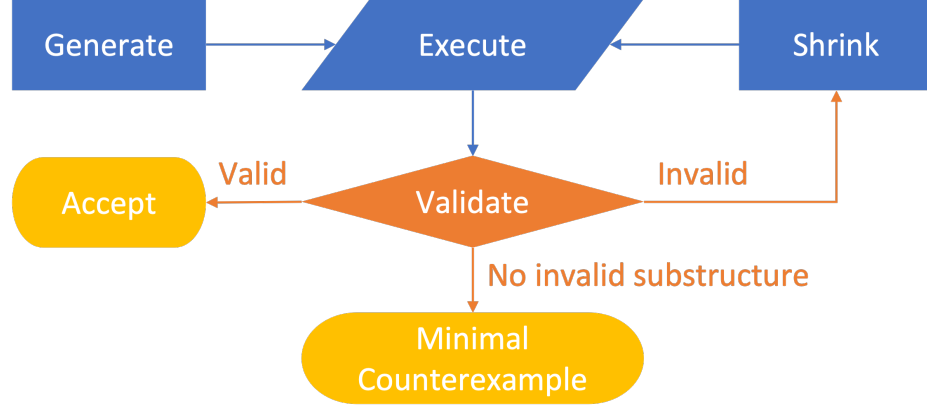 Generate
Execute
Shrink
Valid
Invalid
Accept
Validate
No invalid substructure
Minimal
Counterexample